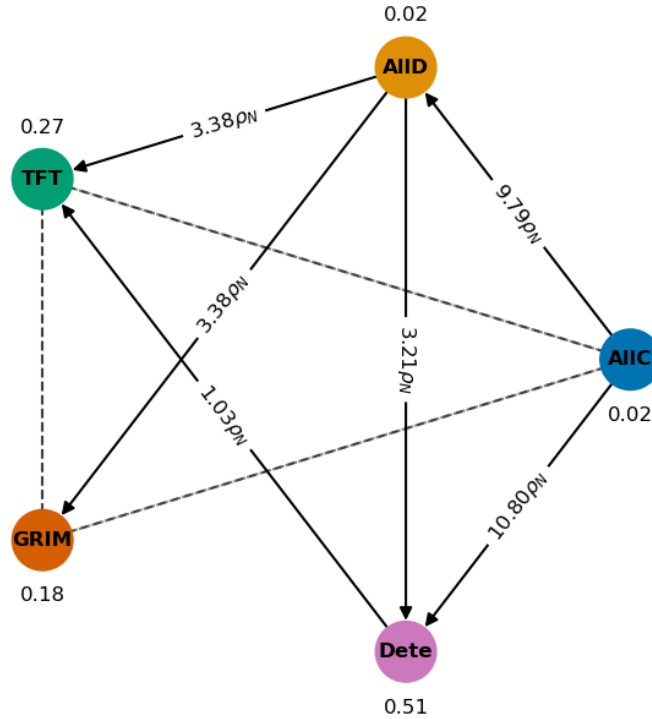 0.02
AllD
3.38ρN
0.27
TFT
9.79ρN
3.38ρN
3.21ρN
AllC
0.02
1.03ρN
10.80ρN
GRIM
0.18
Dete
0.51